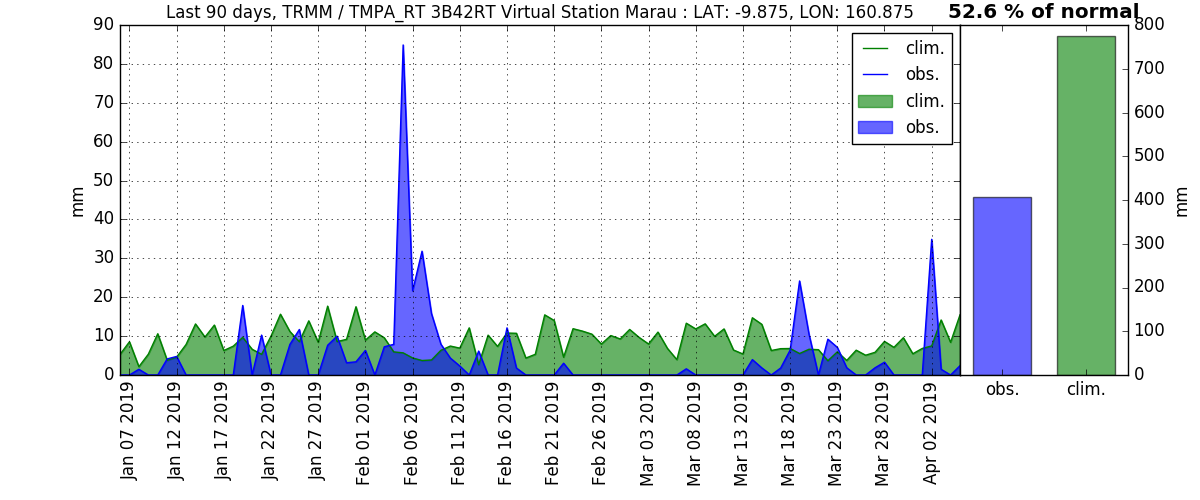 Last 90 days, TRMM / TMPA_RT 3B42RT Virtual Station Marau : LAT: -9.875, LON: 160.875
52.6 % of normal
90
80
70
60
50
40
30
20
10
0
mm
clim.
obs.
clim.
obs.
Jan 07 2019
Jan 12 2019
Jan 17 2019
Jan 22 2019
Jan 27 2019
Feb 01 2019
Feb 06 2019
Feb 11 2019
Feb 16 2019
Feb 21 2019
Feb 26 2019
Mar 03 2019
Mar 08 2019
Mar 13 2019
Mar 18 2019
Mar 23 2019
Mar 28 2019
Apr 02 2019
800
700
600
500
400
300
200
100
0
mm
obs.
clim.